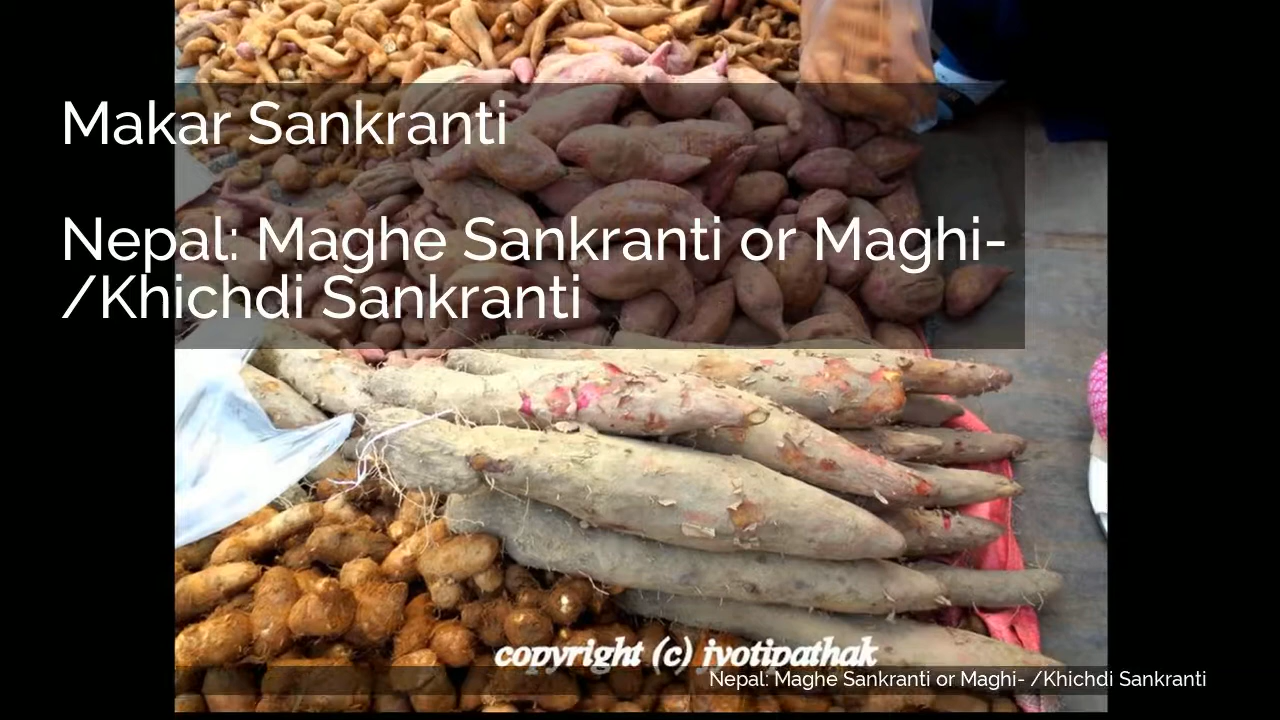 Makar Sankranti
Nepal: Maghe Sankranti or Maghi-
/Khichdi Sankranti
copyright (c) jyotipathak
Nepal: Maghe Sankranti or Maghi- /Khichdi Sankranti